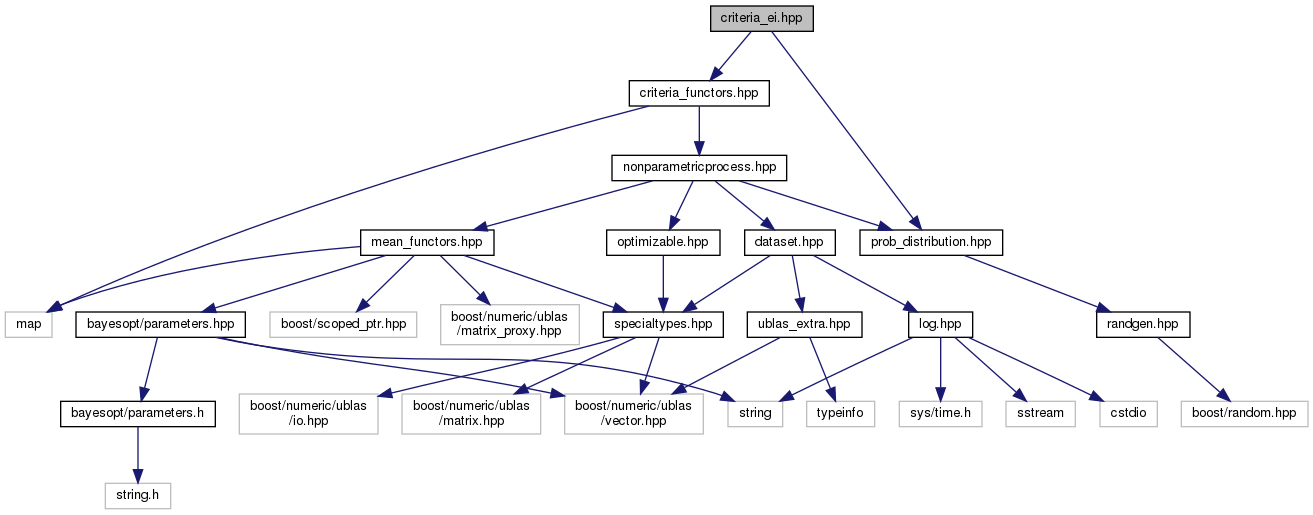 criteria_ei.hpp
criteria_functors.hpp
nonparametricprocess.hpp
mean_functors.hpp
optimizable.hpp
dataset.hpp
prob_distribution.hpp
map
bayesopt/parameters.hpp
boost/scoped_ptr.hpp
boost/numeric/ublas
/matrix_proxy.hpp
specialtypes.hpp
ublas_extra.hpp
log.hpp
randgen.hpp
bayesopt/parameters.h
boost/numeric/ublas
/io.hpp
boost/numeric/ublas
/matrix.hpp
boost/numeric/ublas
/vector.hpp
string
typeinfo
sys/time.h
sstream
cstdio
boost/random.hpp
string.h